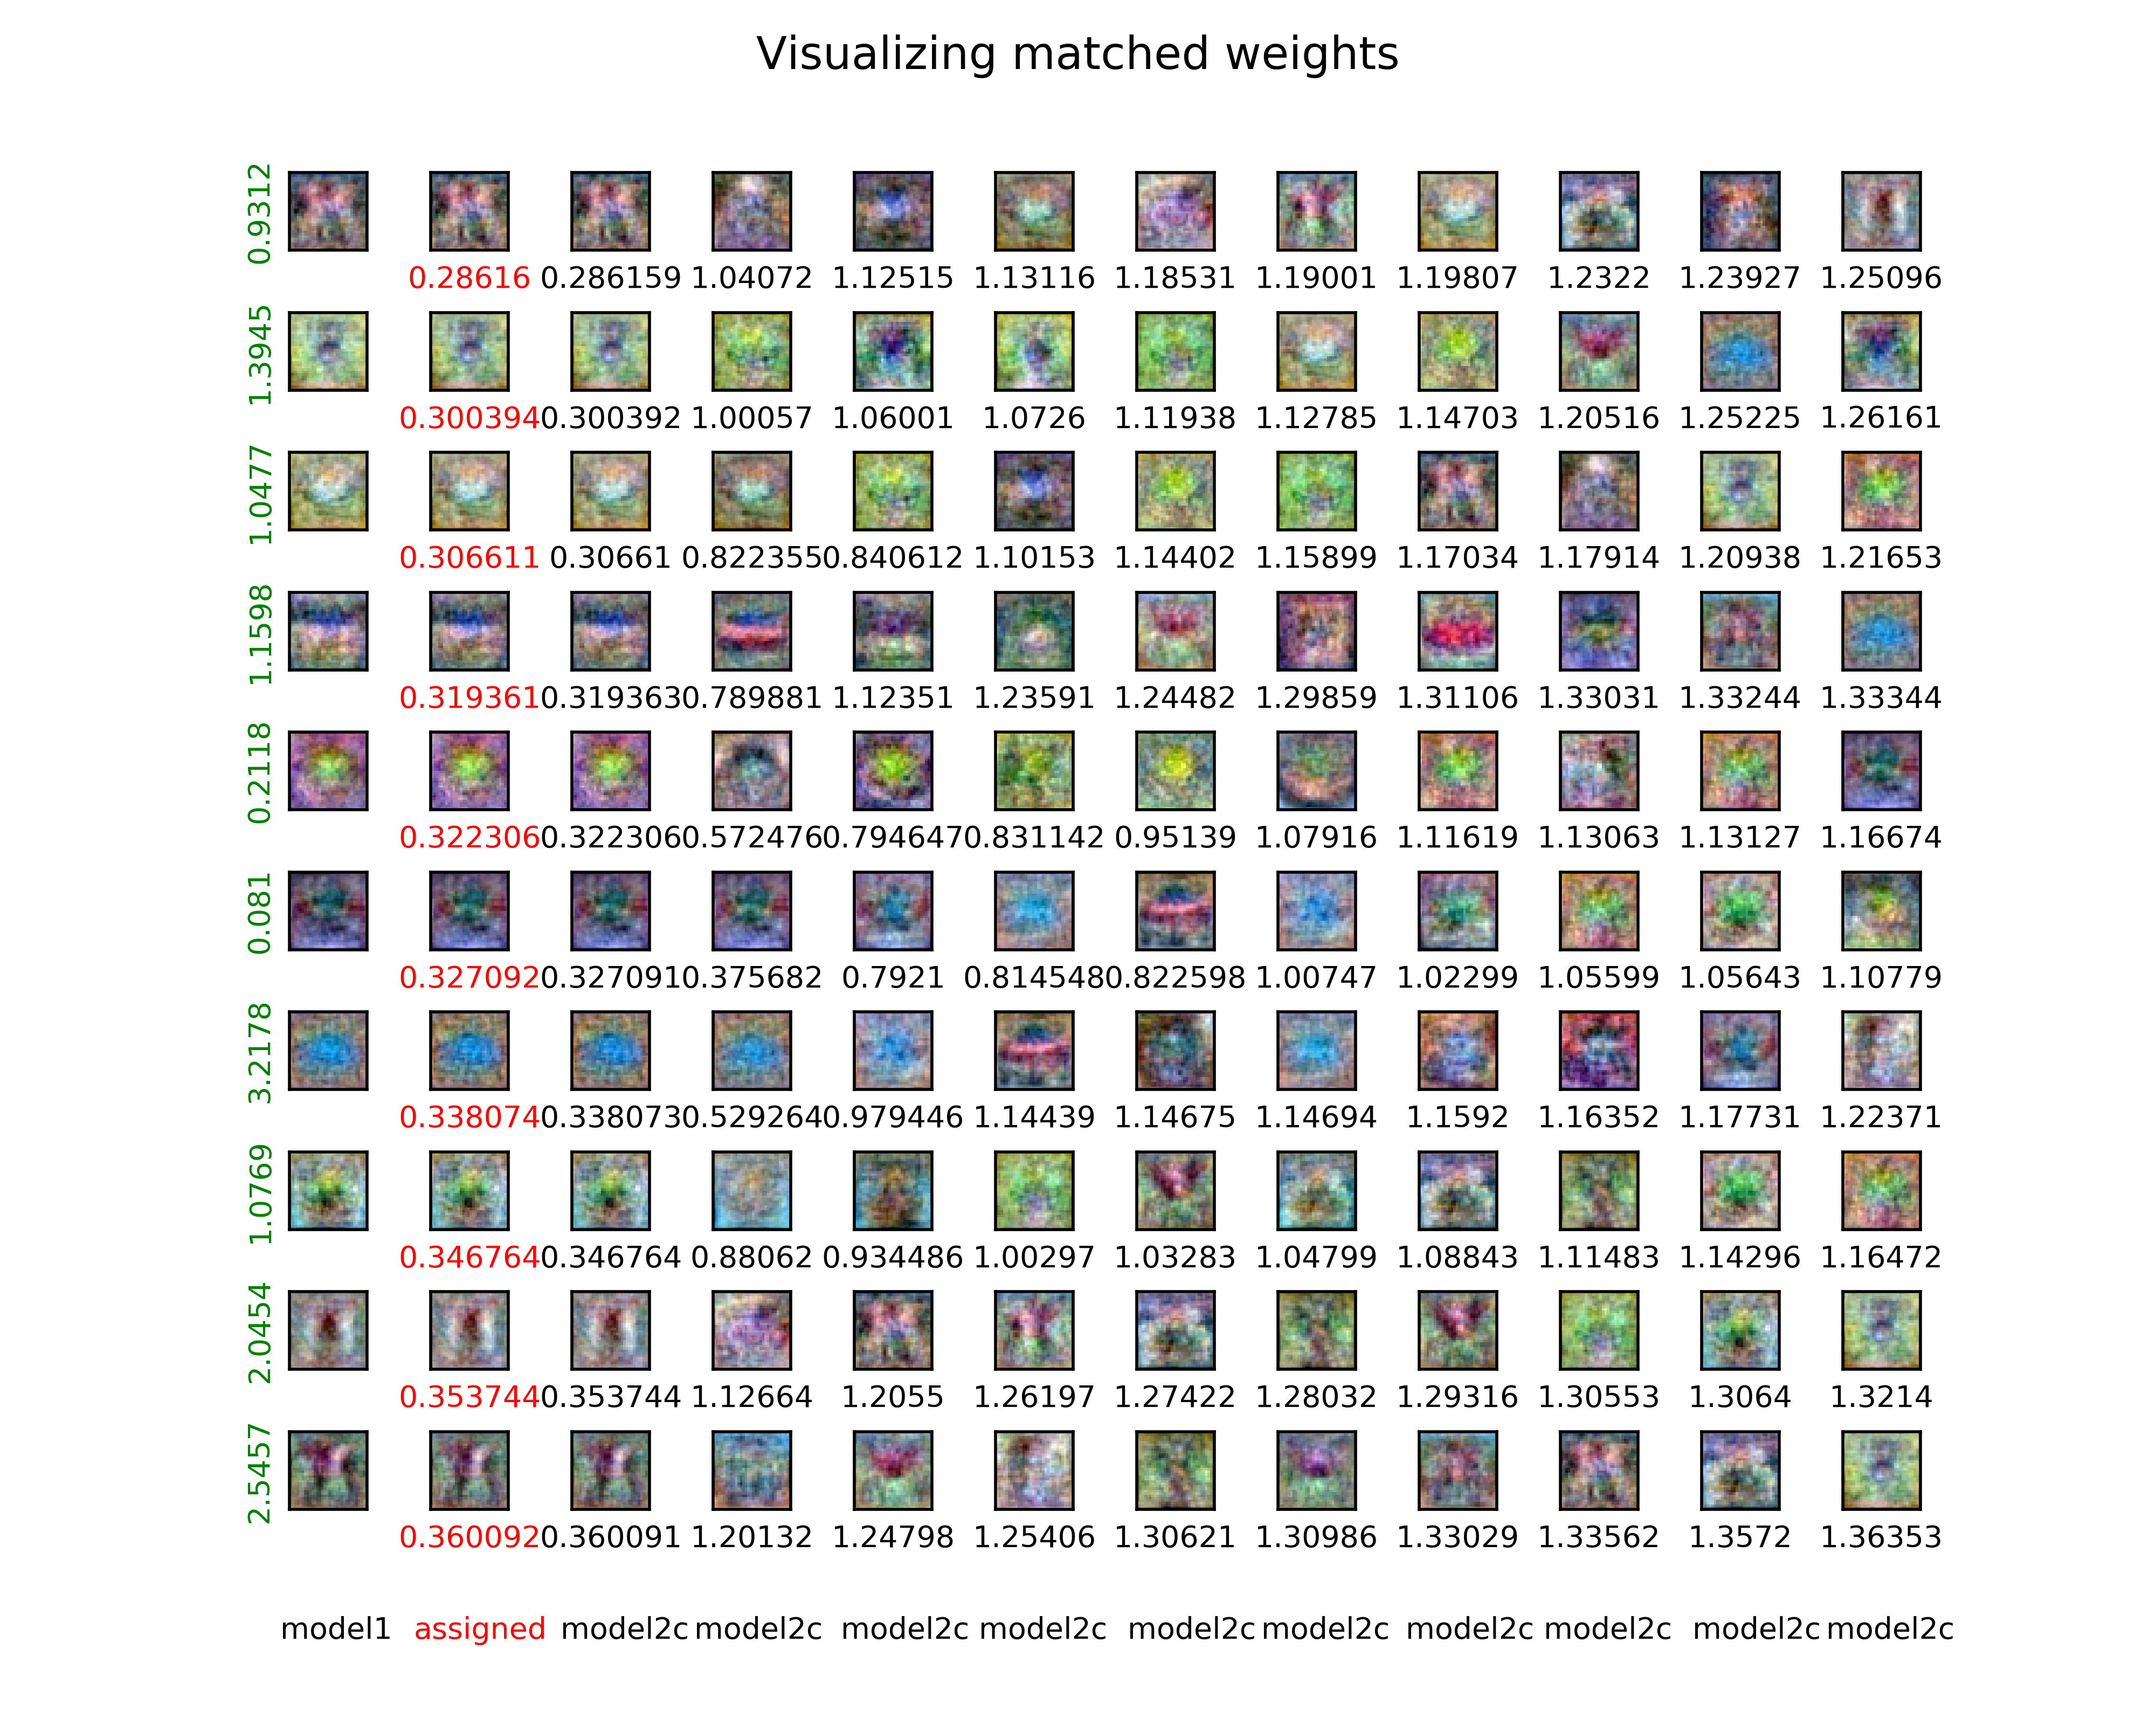 Visualizing matched weights
0.9312
0.28616 0.286159 1.04072 1.12515 1.13116 1.18531 1.19001 1.19807 1.2322 1.23927 1.25096
1.3945
0.300394 0.300392 1.00057 1.06001 1.0726 1.11938 1.12785 1.14703 1.20516 1.25225 1.26161
1.0477
0.306611 0.30661 0.822355 0.840612 1.10153 1.14402 1.15899 1.17034 1.17914 1.20938 1.21653
1.1598
0.319361 0.319363 0.789881 1.12351 1.23591 1.24482 1.29859 1.31106 1.33031 1.33244 1.33344
0.2118
0.322306 0.322306 0.572476 0.794647 0.831142 0.95139 1.07916 1.11619 1.13063 1.13127 1.16674
0.081
0.327092 0.327091 0.375682 0.7921 0.814548 0.822598 1.00747 1.02299 1.05599 1.05643 1.10779
3.2178
0.338074 0.338073 0.529264 0.979446 1.14439 1.14675 1.14694 1.1592 1.16352 1.17731 1.22371
1.0769
0.346764 0.346764 0.88062 0.934486 1.00297 1.03283 1.04799 1.08843 1.11483 1.14296 1.16472
2.0454
0.353744 0.353744 1.12664 1.2055 1.26197 1.27422 1.28032 1.29316 1.30553 1.3064 1.3214
2.5457
0.360092 0.360091 1.20132 1.24798 1.25406 1.30621 1.30986 1.33029 1.33562 1.3572 1.36353
model1 assigned model2c model2c model2c model2c model2c model2c model2c model2c model2c model2c